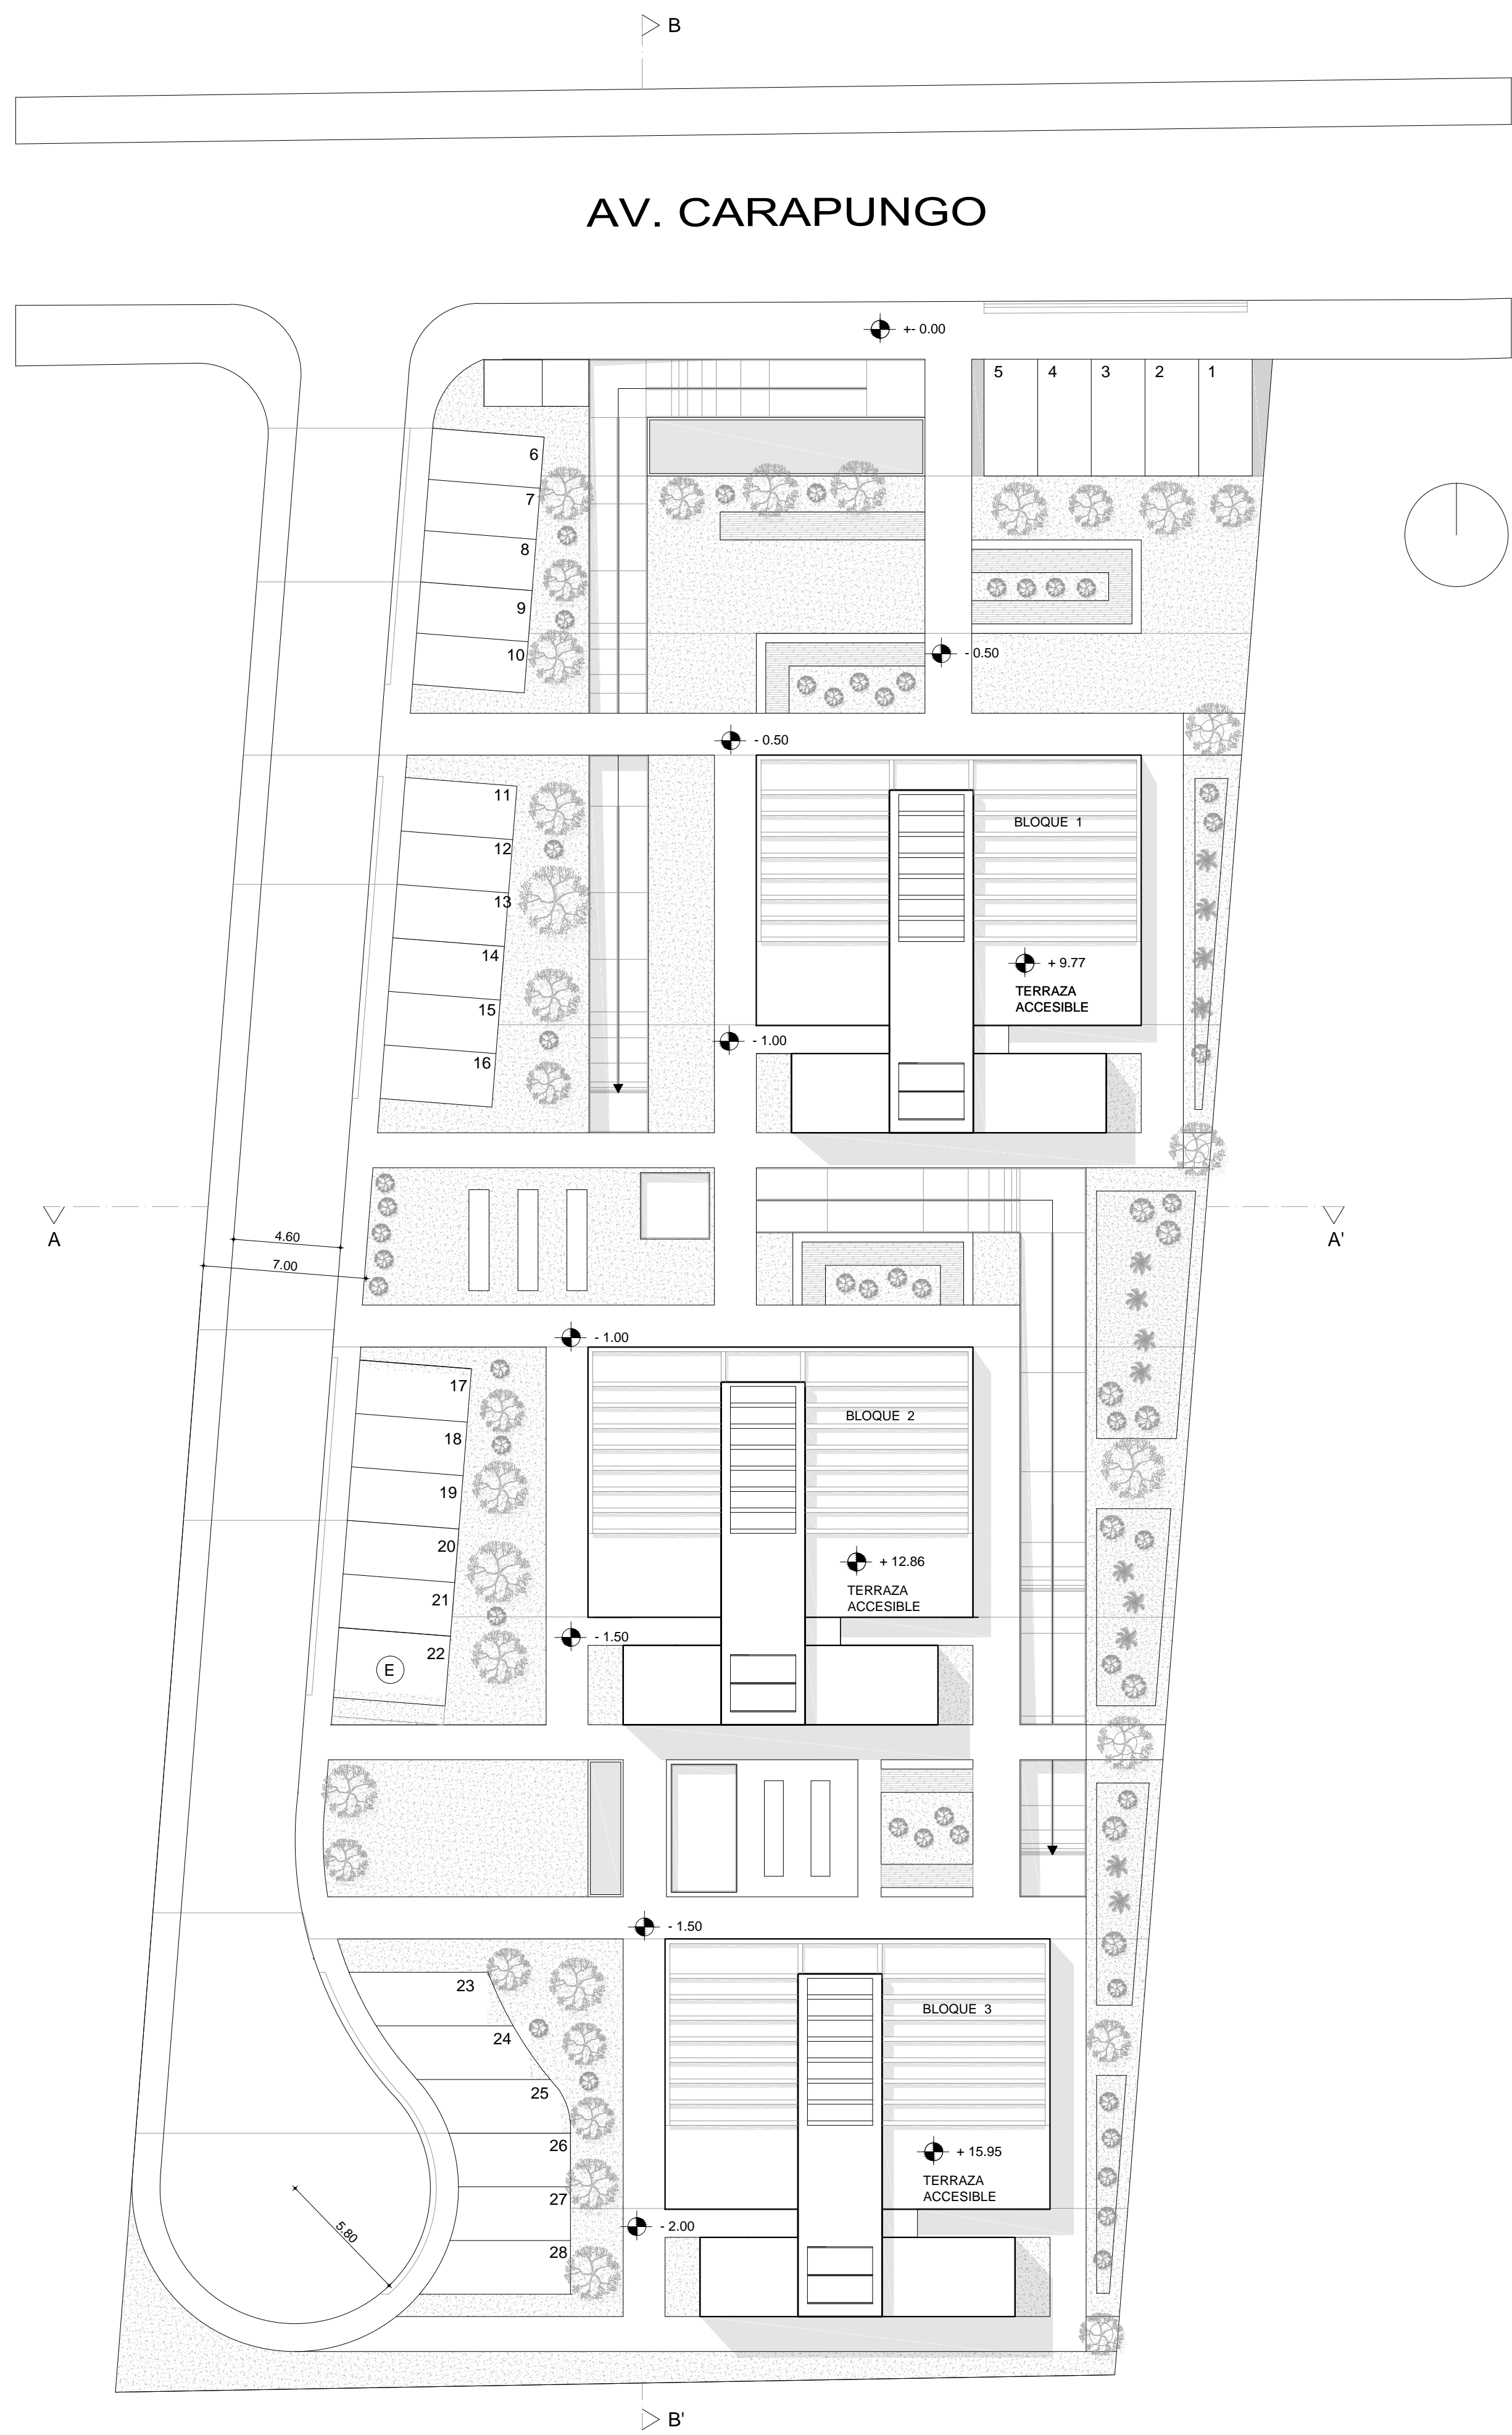 B
AV. CARAPUNGO
+- 0.00
5 4 3 2 1
6
7
8
9
10
- 0.50
- 0.50
11
12
13
14
15
16
BLOQUE 1
+ 9.77
TERRAZA
ACCESIBLE
- 1.00
A
A'
4.60
7.00
- 1.00
17
18
19
20
21
22
E
BLOQUE 2
+ 12.86
TERRAZA
ACCESIBLE
- 1.50
- 1.50
23
24
25
26
27
28
BLOQUE 3
+ 15.95
TERRAZA
ACCESIBLE
- 2.00
5.80
B'